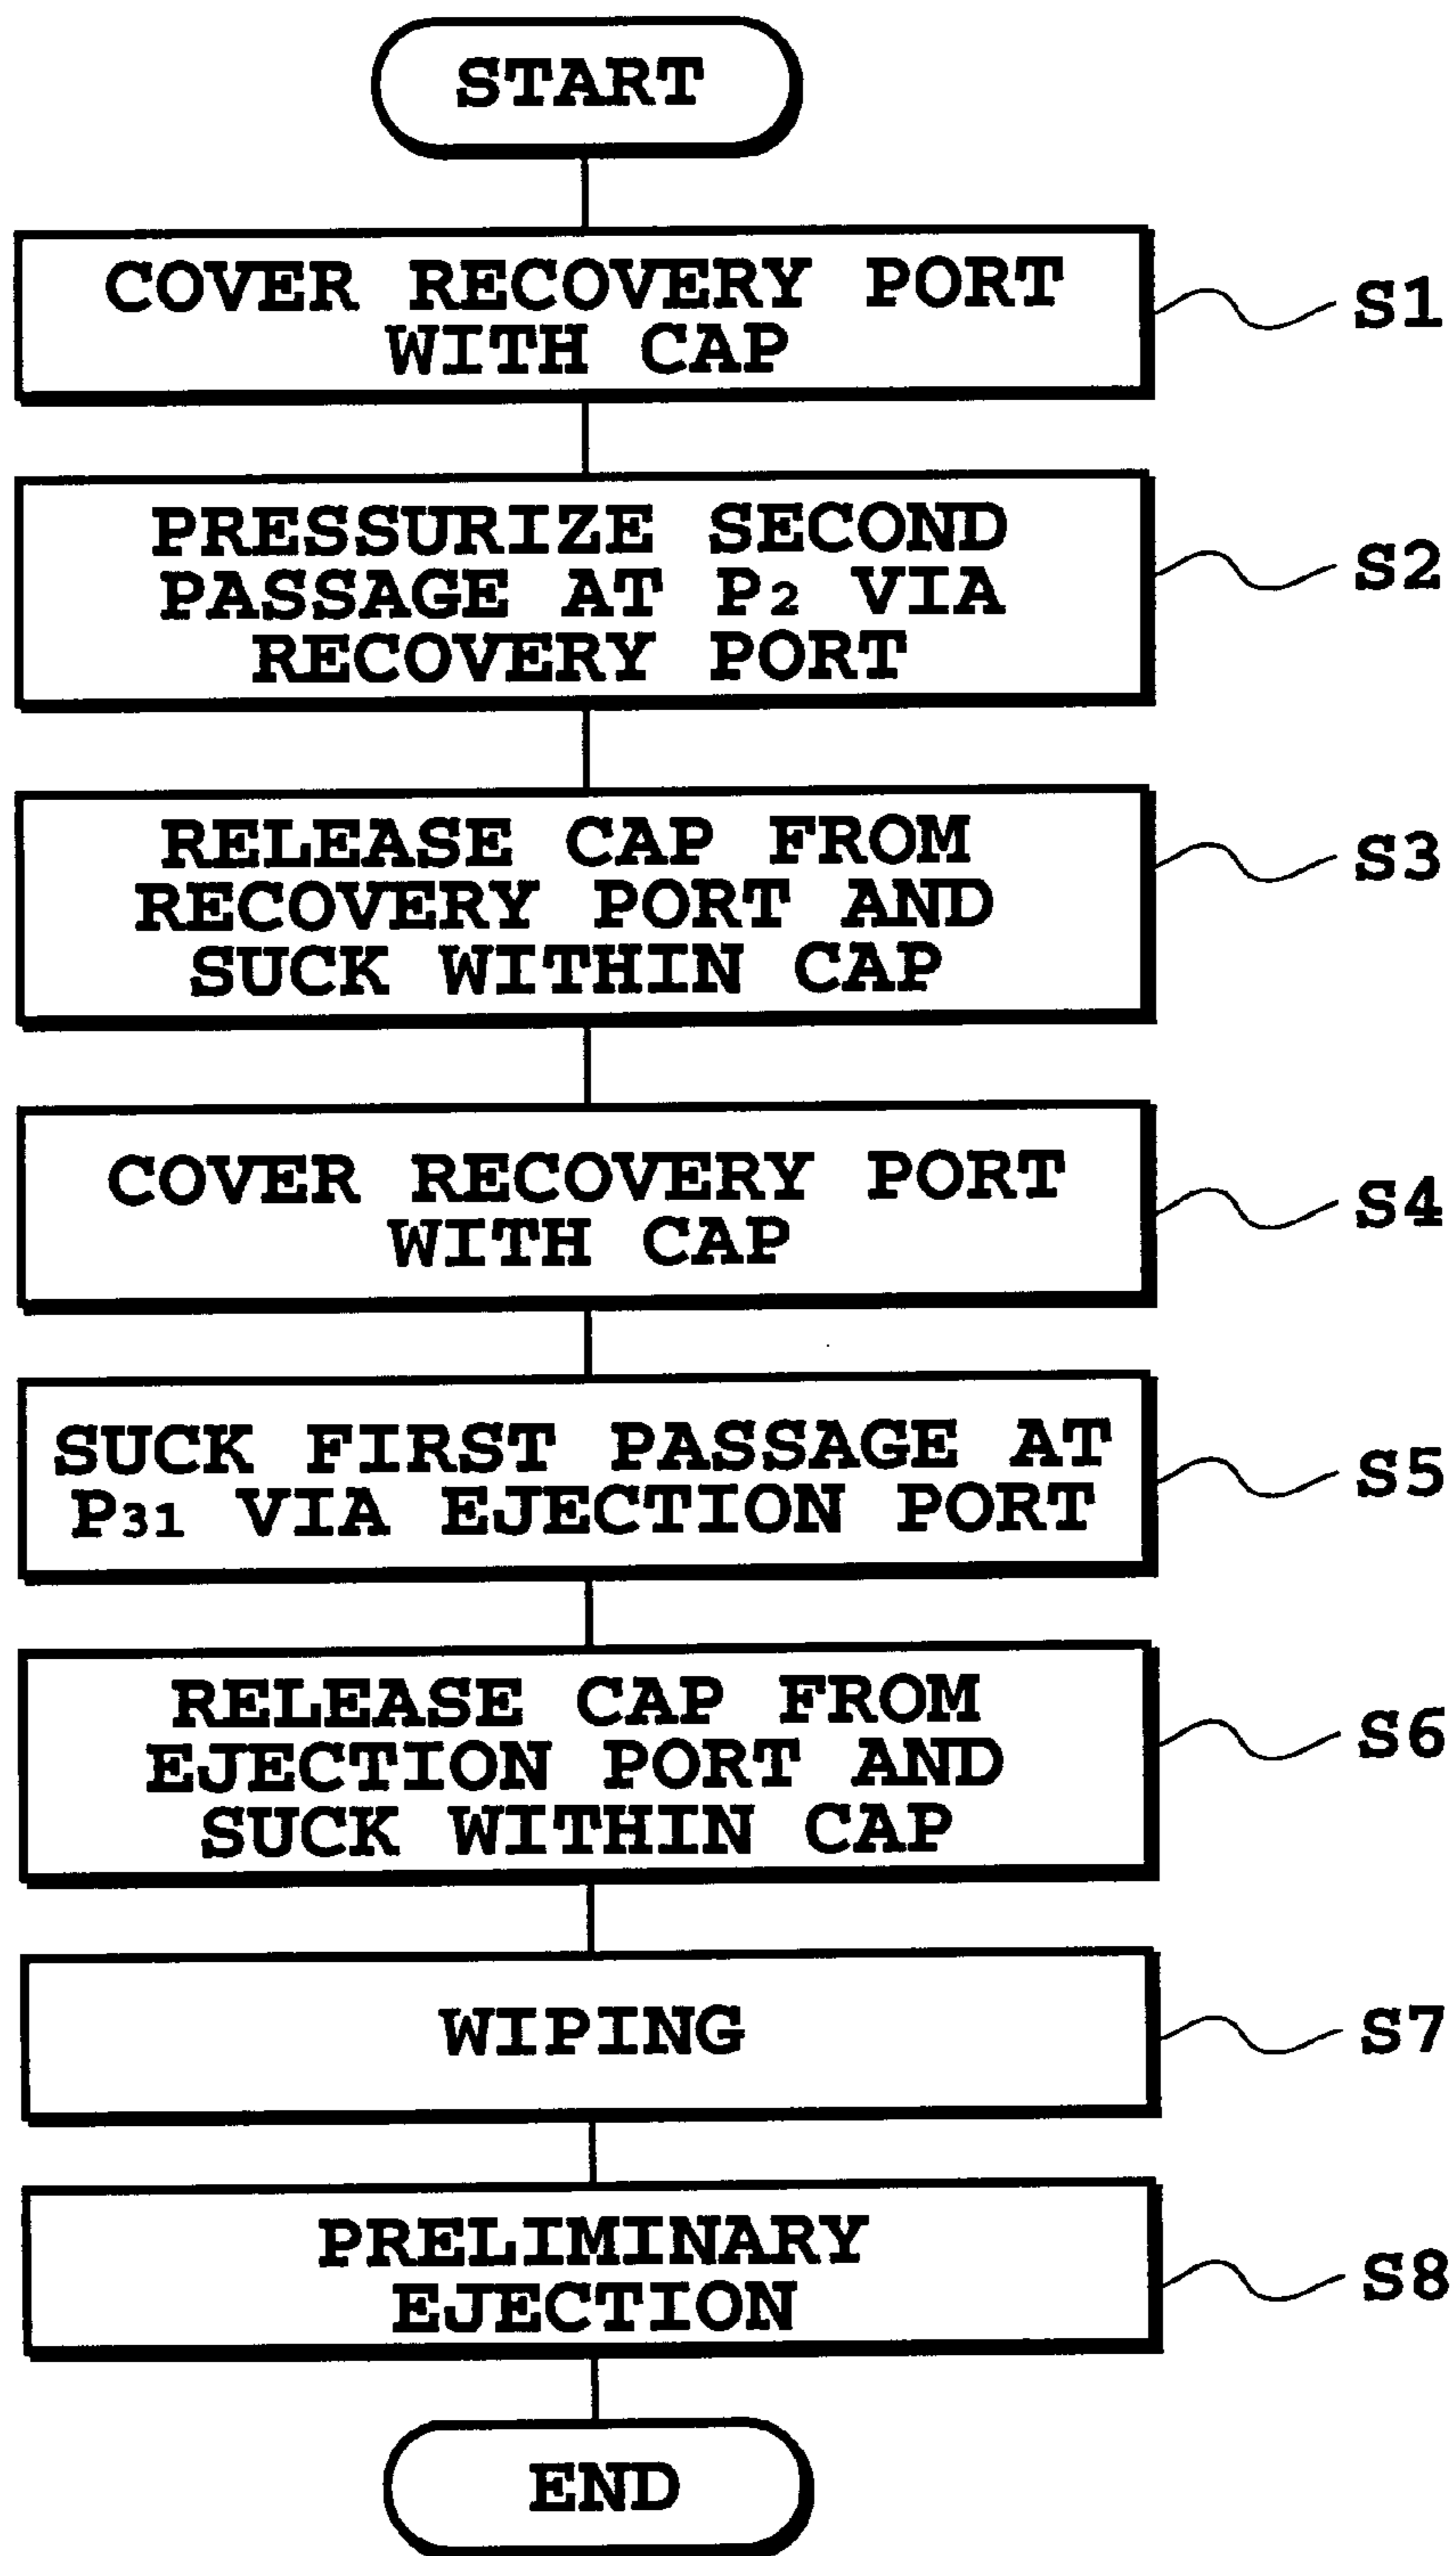 START
COVER RECOVERY PORT
WITH CAP
S1
PRESSURIZE SECOND
PASSAGE AT P2 VIA
RECOVERY PORT
S2
RELEASE CAP FROM
RECOVERY PORT AND
SUCK WITHIN CAP
S3
COVER RECOVERY PORT
WITH CAP
S4
SUCK FIRST PASSAGE AT
P31 VIA EJECTION PORT
S5
RELEASE CAP FROM
EJECTION PORT AND
SUCK WITHIN CAP
S6
WIPING
S7
PRELIMINARY
EJECTION
S8
END